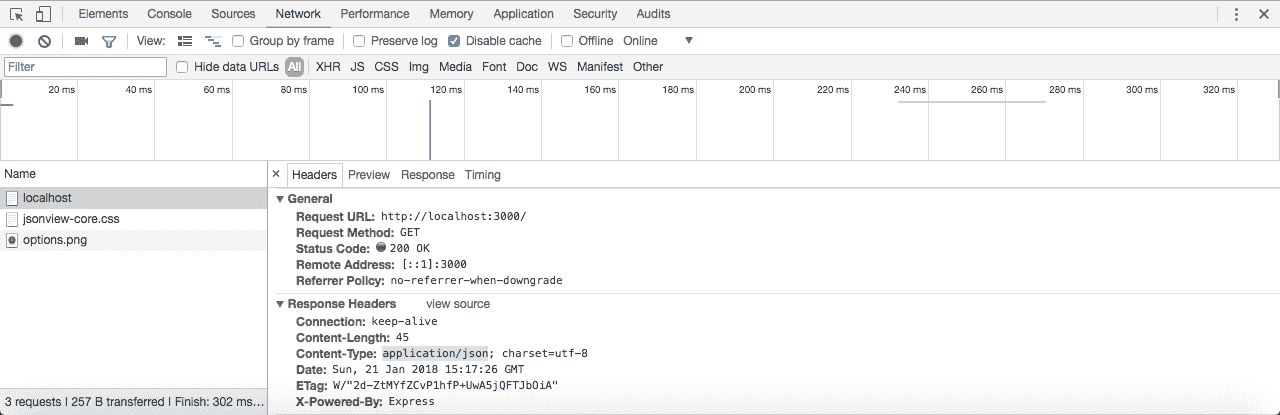 Elements Console Sources Network Performance Memory Application Security Audits
View: Group by frame Preserve log Disable cache Offline Online
Filter Hide data URLs All XHR JS CSS Img Media Font Doc WS Manifest Other
20 ms 40 ms 60 ms 80 ms 100 ms 120 ms 140 ms 160 ms 180 ms 200 ms 220 ms 240 ms 260 ms 280 ms 300 ms 320 ms
Name
localhost
jsonview-core.css
options.png
3 requests | 257 B transferred | Finish: 302 ms…
× Headers Preview Response Timing
General
Request URL: http://localhost:3000/
Request Method: GET
Status Code: 200 OK
Remote Address: [::1]:3000
Referrer Policy: no-referrer-when-downgrade
Response Headers view source
Connection: keep-alive
Content-Length: 45
Content-Type: application/json; charset=utf-8
Date: Sun, 21 Jan 2018 15:17:26 GMT
ETag: W/"2d-ZtMYfZCvP1hfP+UwA5jQFTJbOiA"
X-Powered-By: Express